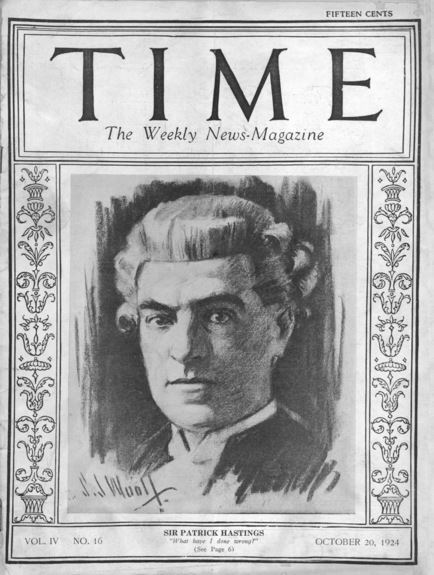 FIFTEEN CENTS
TIME
The Weekly News-Magazine
S.J Woolf
SIR PATRICK HASTINGS
VOL. IV NO. 16
"What have I done wrong?"
OCTOBER 20, 1924
(See Page 6)